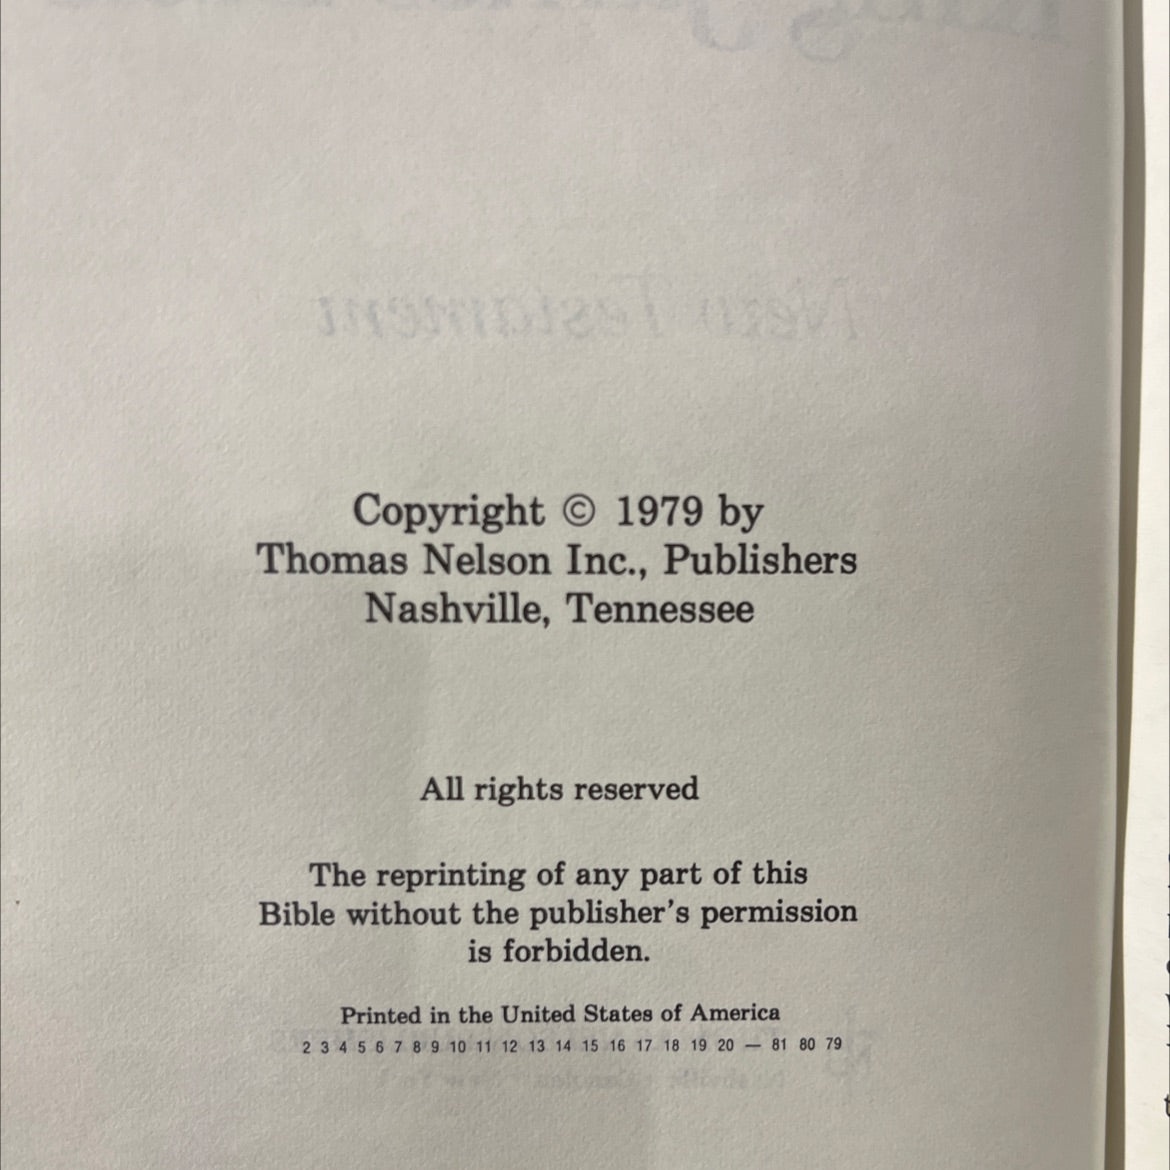 New Testament
Copyright © 1979 by
Thomas Nelson Inc., Publishers
Nashville, Tennessee
All rights reserved
The reprinting of any part of this
Bible without the publisher's permission
is forbidden.
Printed in the United States of America
2 3 4 5 6 7 8 9 10 11 12 13 14 15 16 17 18 19 20 — 81 80 79